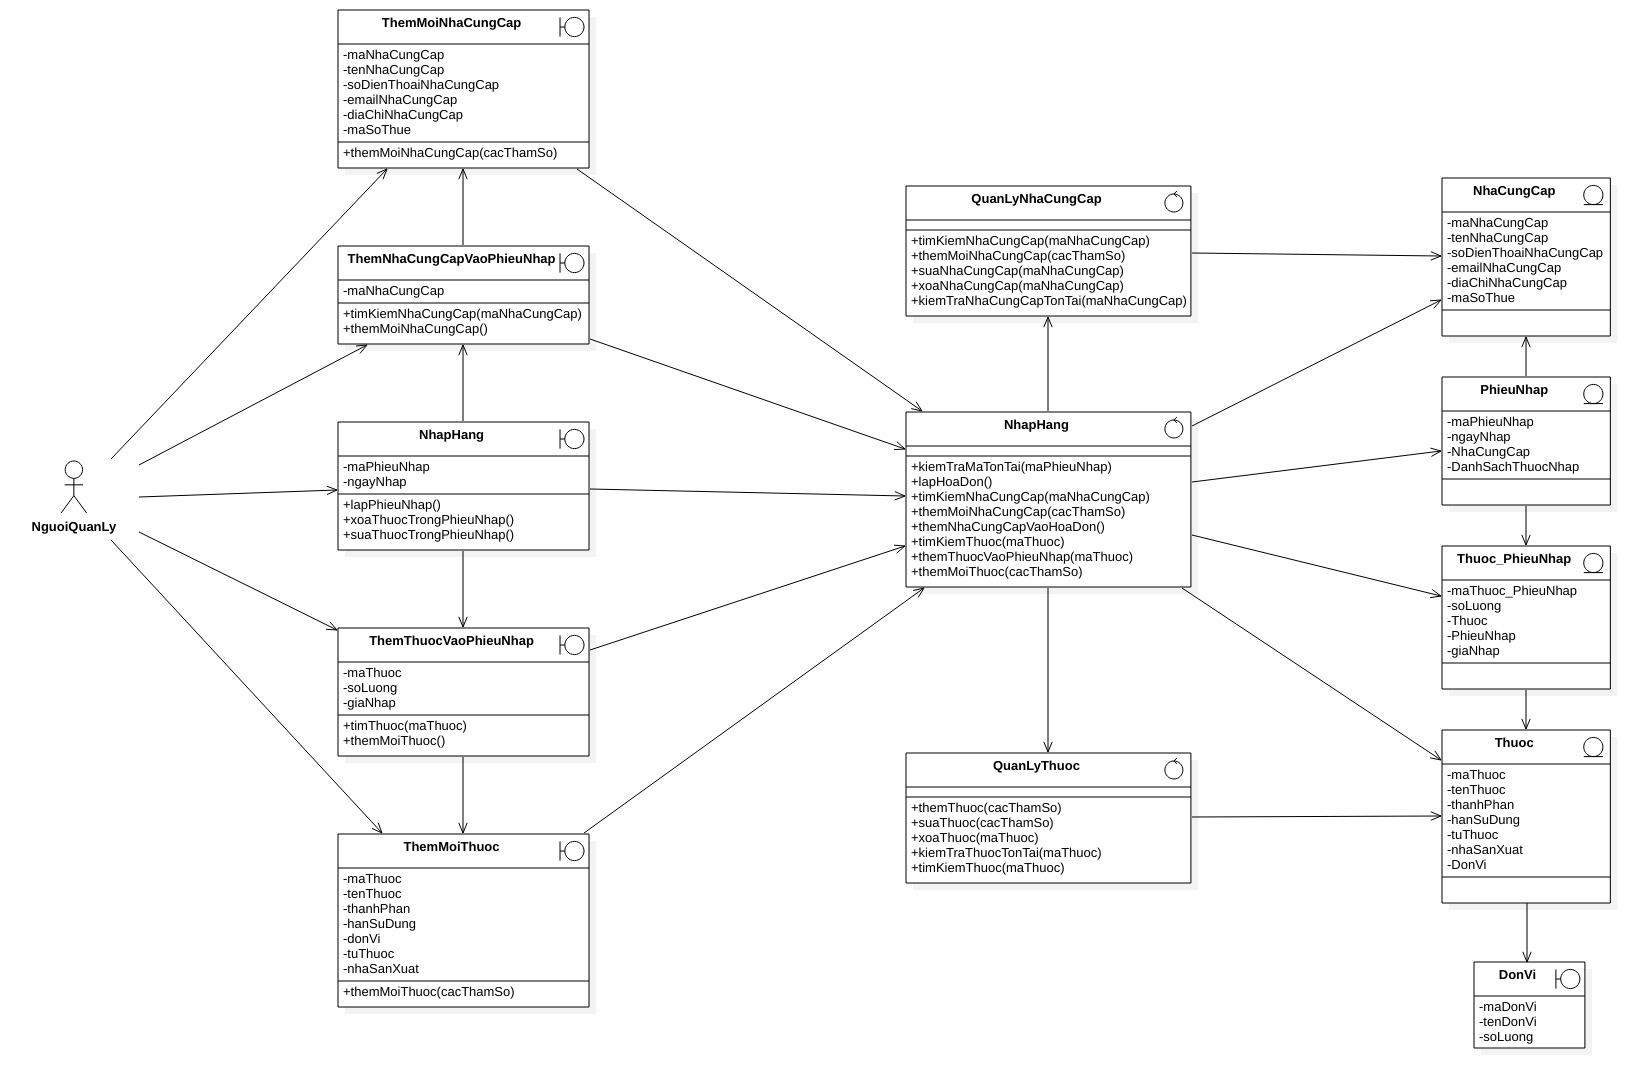 ThemMoiNhaCungCap
-maNhaCungCap
-tenNhaCungCap
-soDienThoaiNhaCungCap
-emailNhaCungCap
-diaChiNhaCungCap
-maSoThue
+themMoiNhaCungCap(cacThamSo)
ThemNhaCungCapVaoPhieuNhap
-maNhaCungCap
+timKiemNhaCungCap(maNhaCungCap)
+themMoiNhaCungCap()
NhapHang
-maPhieuNhap
-ngayNhap
+lapPhieuNhap()
+xoaThuocTrongPhieuNhap()
+suaThuocTrongPhieuNhap()
NguoiQuanLy
ThemThuocVaoPhieuNhap
-maThuoc
-soLuong
-giaNhap
+timThuoc(maThuoc)
+themMoiThuoc()
ThemMoiThuoc
-maThuoc
-tenThuoc
-thanhPhan
-hanSuDung
-donVi
-tuThuoc
-nhaSanXuat
+themMoiThuoc(cacThamSo)
QuanLyNhaCungCap
+timKiemNhaCungCap(maNhaCungCap)
+themMoiNhaCungCap(cacThamSo)
+suaNhaCungCap(maNhaCungCap)
+xoaNhaCungCap(maNhaCungCap)
+kiemTraNhaCungCapTonTai(maNhaCungCap)
NhapHang
+kiemTraMaTonTai(maPhieuNhap)
+lapHoaDon()
+timKiemNhaCungCap(maNhaCungCap)
+themMoiNhaCungCap(cacThamSo)
+themNhaCungCapVaoHoaDon()
+timKiemThuoc(maThuoc)
+themThuocVaoPhieuNhap(maThuoc)
+themMoiThuoc(cacThamSo)
QuanLyThuoc
+themThuoc(cacThamSo)
+suaThuoc(cacThamSo)
+xoaThuoc(maThuoc)
+kiemTraThuocTonTai(maThuoc)
+timKiemThuoc(maThuoc)
NhaCungCap
-maNhaCungCap
-tenNhaCungCap
-soDienThoaiNhaCungCap
-emailNhaCungCap
-diaChiNhaCungCap
-maSoThue
PhieuNhap
-maPhieuNhap
-ngayNhap
-NhaCungCap
-DanhSachThuocNhap
Thuoc_PhieuNhap
-maThuoc_PhieuNhap
-soLuong
-Thuoc
-PhieuNhap
-giaNhap
Thuoc
-maThuoc
-tenThuoc
-thanhPhan
-hanSuDung
-tuThuoc
-nhaSanXuat
-DonVi
DonVi
-maDonVi
-tenDonVi
-soLuong